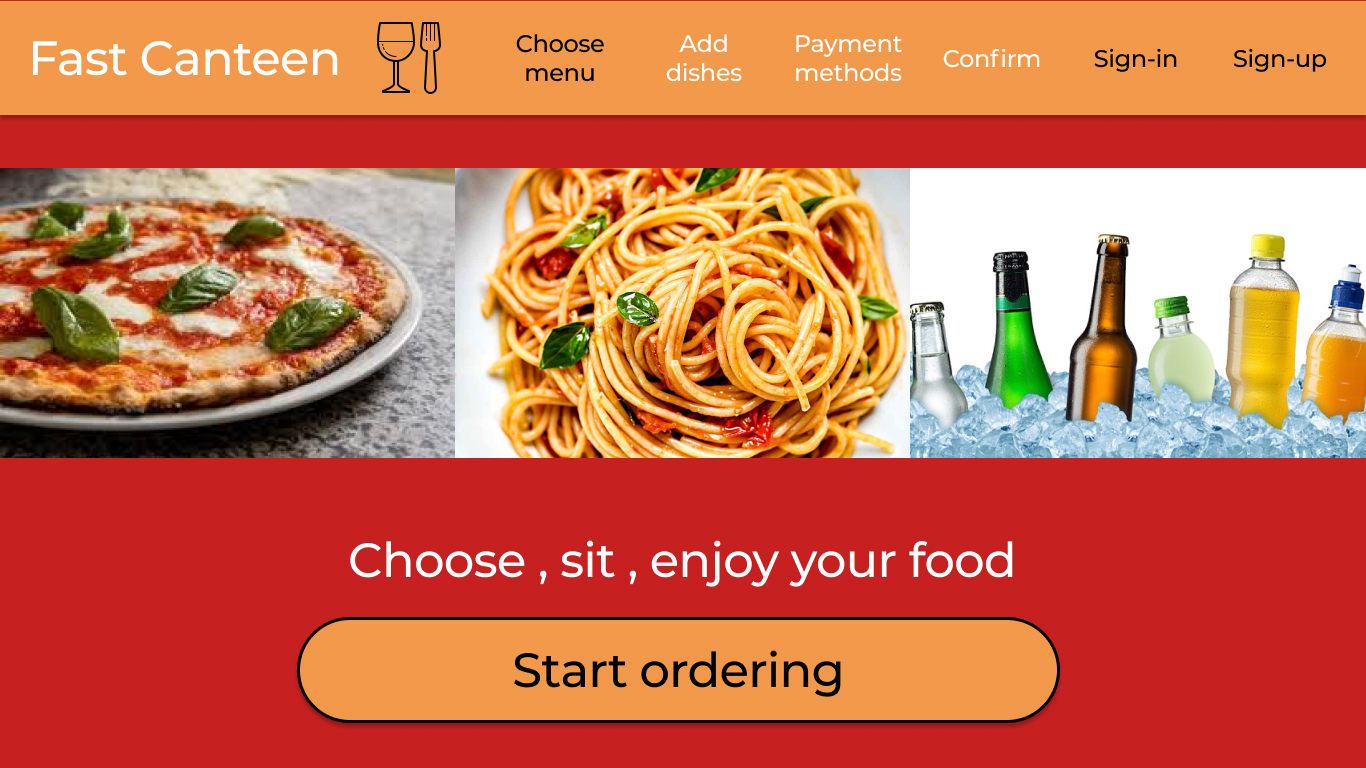 Fast Canteen
Choose
menu
Add
dishes
Payment
methods
Confirm
Sign-in
Sign-up
Choose , sit , enjoy your food
Start ordering